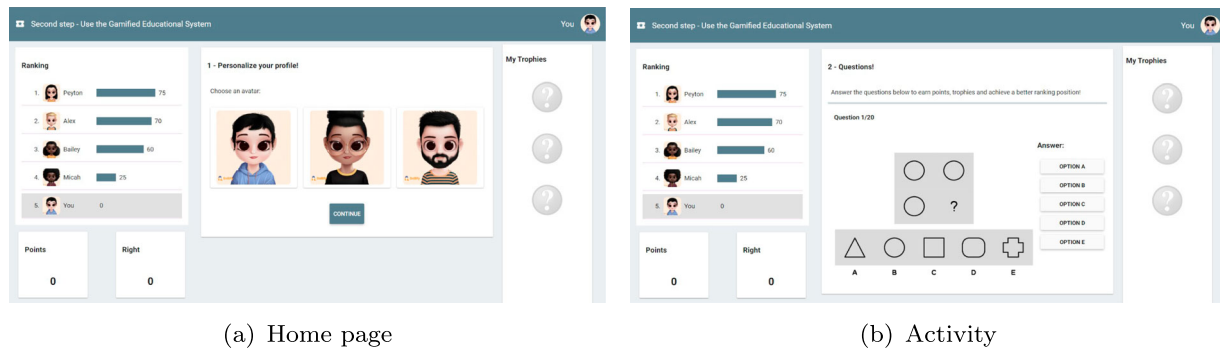 Second step - Use the Gamified Educational System
You
Ranking
1. Peyton 75
2. Alex 70
3. Bailey 60
4. Micah 25
5. You 0
Points
0
Right
0
1 - Personalize your profile!
Choose an avatar:
CONTINUE
My Trophies
?
?
?
(a) Home page
Second step - Use the Gamified Educational System
You
Ranking
1. Peyton 75
2. Alex 70
3. Bailey 60
4. Micah 25
5. You 0
Points
0
Right
0
2 - Questions!
Answer the questions below to earn points, trophies and achieve a better ranking position!
Question 1/20
?
A B C D E
Answer:
OPTION A
OPTION B
OPTION C
OPTION D
OPTION E
My Trophies
?
?
?
(b) Activity